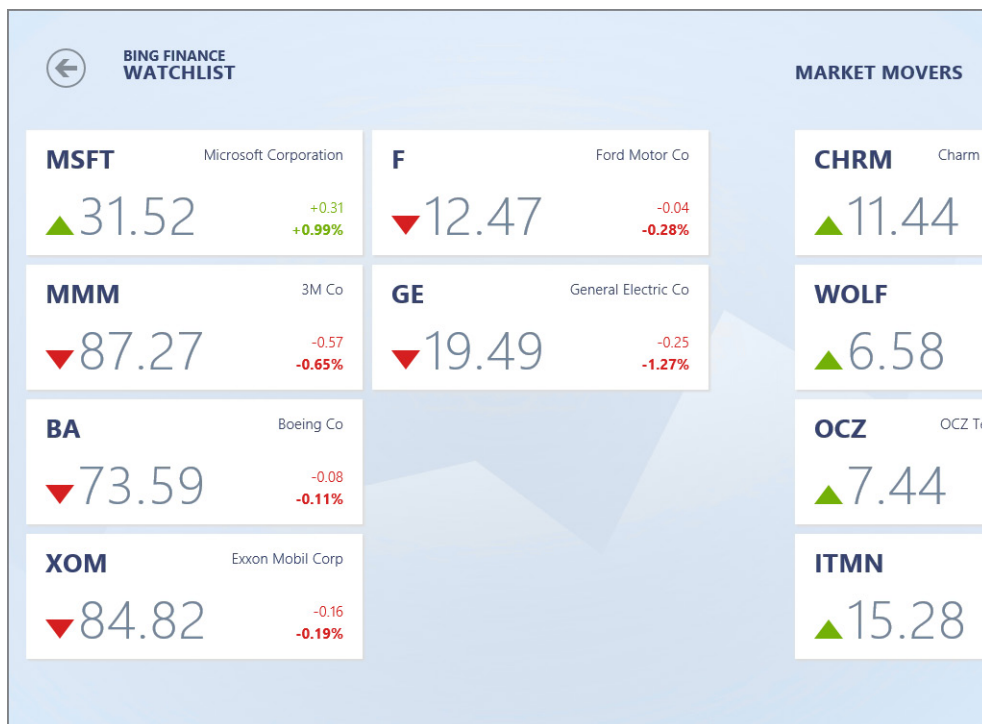 BING FINANCE
WATCHLIST
MSFT Microsoft Corporation
31.52 +0.31
+0.99%
MMM 3M Co
87.27 -0.57
-0.65%
BA Boeing Co
73.59 -0.08
-0.11%
XOM Exxon Mobil Corp
84.82 -0.16
-0.19%
F Ford Motor Co
12.47 -0.04
-0.28%
GE General Electric Co
19.49 -0.25
-1.27%
MARKET MOVERS
CHRM Charm
11.44
WOLF
6.58
OCZ OCZ
7.44
ITMN
15.28